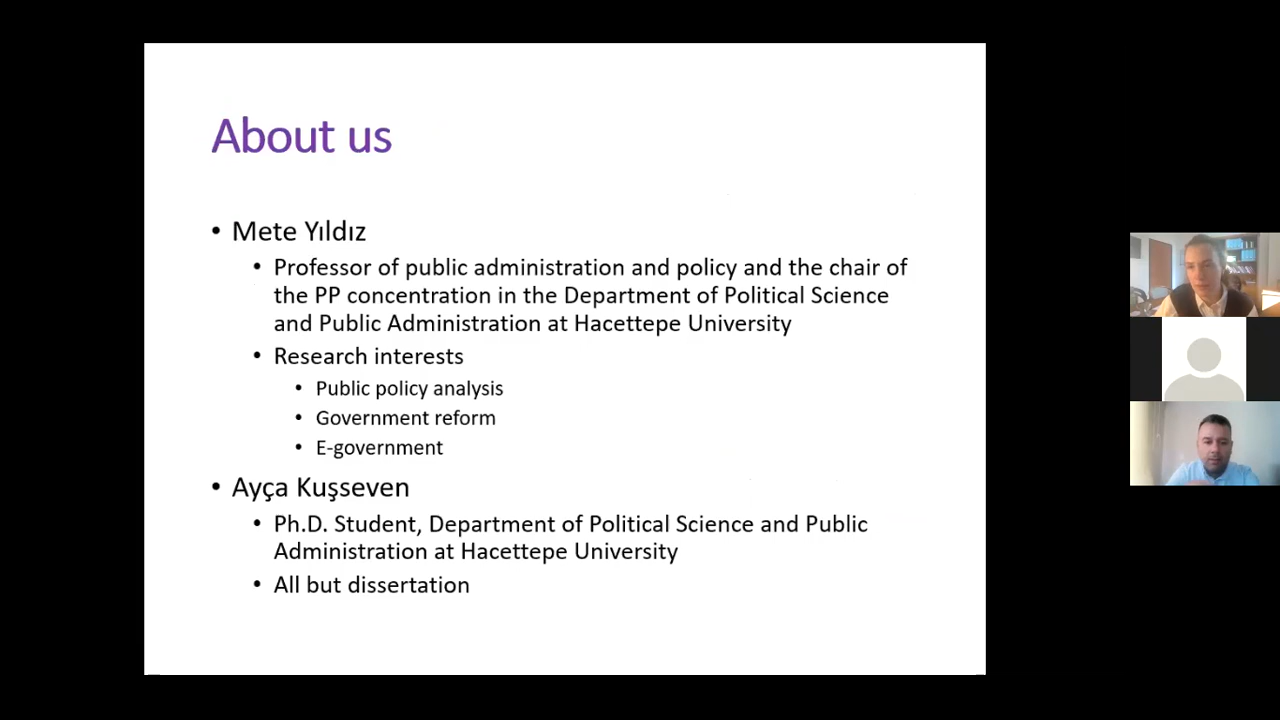 About us
• Mete Yıldız
• Professor of public administration and policy and the chair of
the PP concentration in the Department of Political Science
and Public Administration at Hacettepe University
• Research interests
• Public policy analysis
• Government reform
• E-government
• Ayça Kuşseven
• Ph.D. Student, Department of Political Science and Public
Administration at Hacettepe University
• All but dissertation